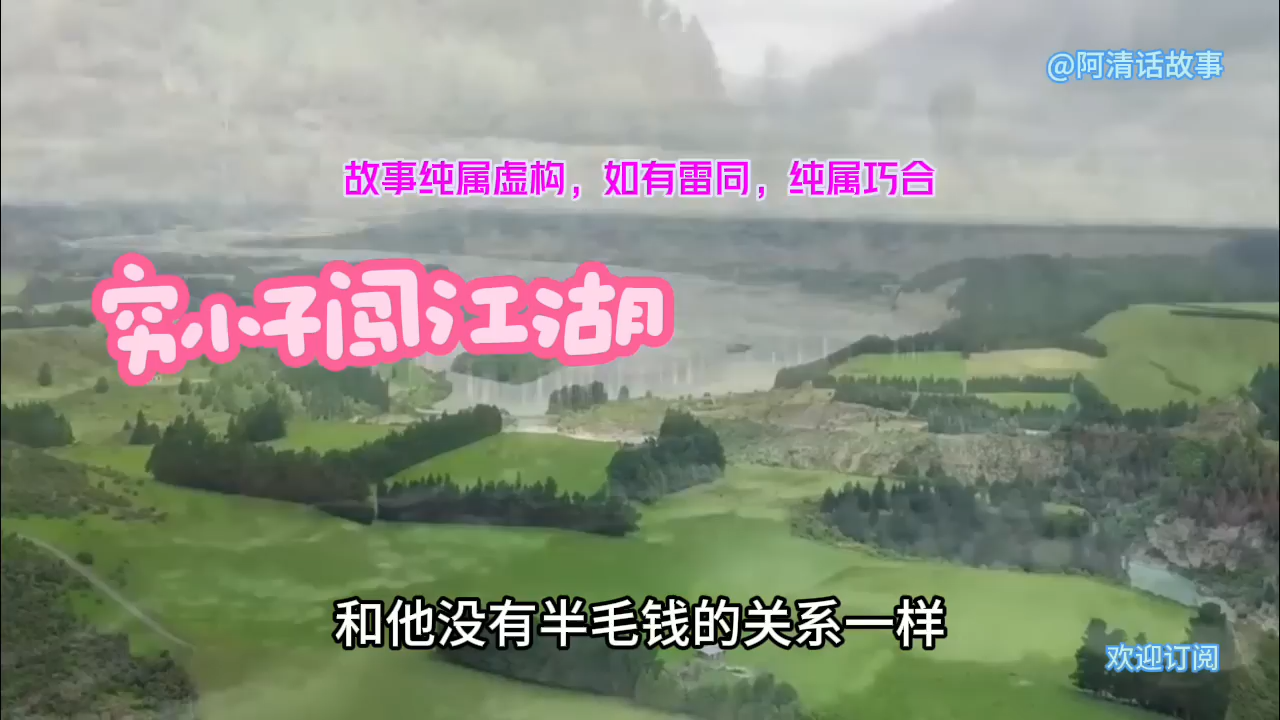 @阿清话故事
故事纯属虚构，如有雷同，纯属巧合
穷小子闯江湖
和他没有半毛钱的关系一样
欢迎订阅